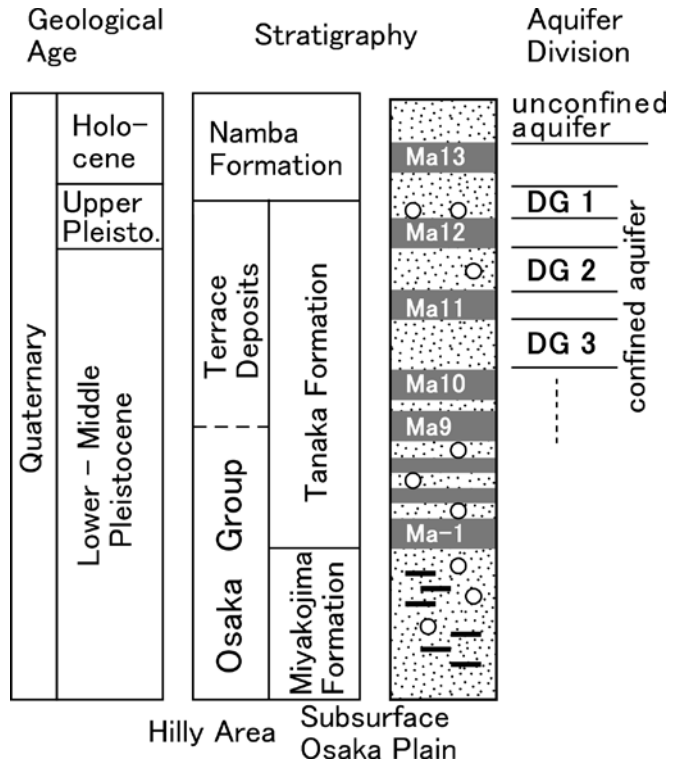 Geological
Age
Stratigraphy
Aquifer
Division
Quaternary
Holo-
cene
Upper
Pleisto.
Lower – Middle
Pleistocene
Namba
Formation
Terrace
Deposits
Osaka Group
Tanaka Formation
Miyakojima
Formation
Ma13
Ma12
Ma11
Ma10
Ma9
Ma-1
unconfined
aquifer
DG 1
DG 2
DG 3
confined aquifer
Hilly Area
Subsurface
Osaka Plain